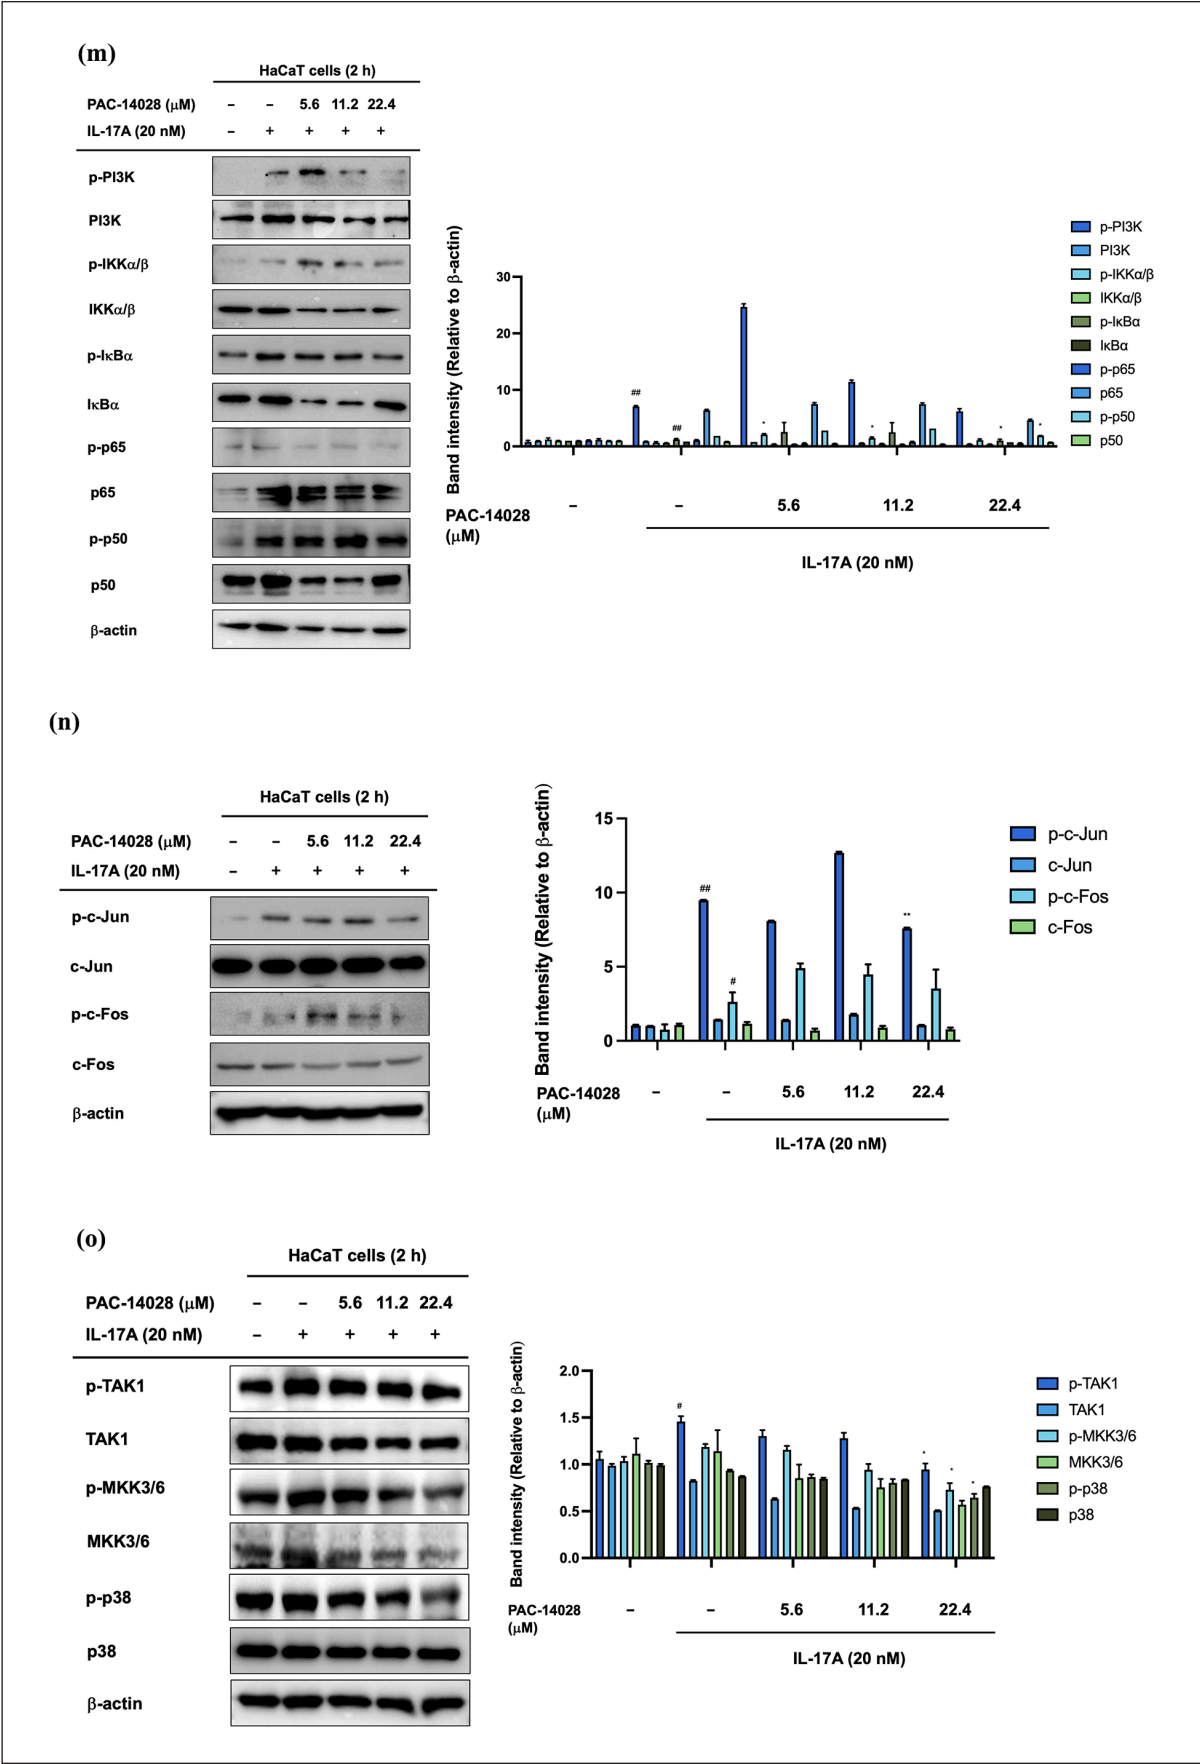 (m)
HaCaT cells (2 h)
PAC-14028 (μM) – – 5.6 11.2 22.4
IL-17A (20 nM) – + + + +
p-PI3K
PI3K
p-IKKα/β
IKKα/β
p-IκBα
IκBα
p-p65
p65
p-p50
p50
β-actin
Band intensity (Relative to β-actin)
30
20
10
0
##
##
*
*
*
*
PAC-14028 – – 5.6 11.2 22.4
(μM)
IL-17A (20 nM)
p-PI3K
PI3K
p-IKKα/β
IKKα/β
p-IκBα
IκBα
p-p65
p65
p-p50
p50
(n)
HaCaT cells (2 h)
PAC-14028 (μM) – – 5.6 11.2 22.4
IL-17A (20 nM) – + + + +
p-c-Jun
c-Jun
p-c-Fos
c-Fos
β-actin
Band intensity (Relative to β-actin)
15
10
5
0
##
#
**
PAC-14028 – – 5.6 11.2 22.4
(μM)
IL-17A (20 nM)
p-c-Jun
c-Jun
p-c-Fos
c-Fos
(o)
HaCaT cells (2 h)
PAC-14028 (μM) – – 5.6 11.2 22.4
IL-17A (20 nM) – + + + +
p-TAK1
TAK1
p-MKK3/6
MKK3/6
p-p38
p38
β-actin
Band intensity (Relative to β-actin)
2.0
1.5
1.0
0.5
0.0
#
*
*
*
PAC-14028 – – 5.6 11.2 22.4
(μM)
IL-17A (20 nM)
p-TAK1
TAK1
p-MKK3/6
MKK3/6
p-p38
p38